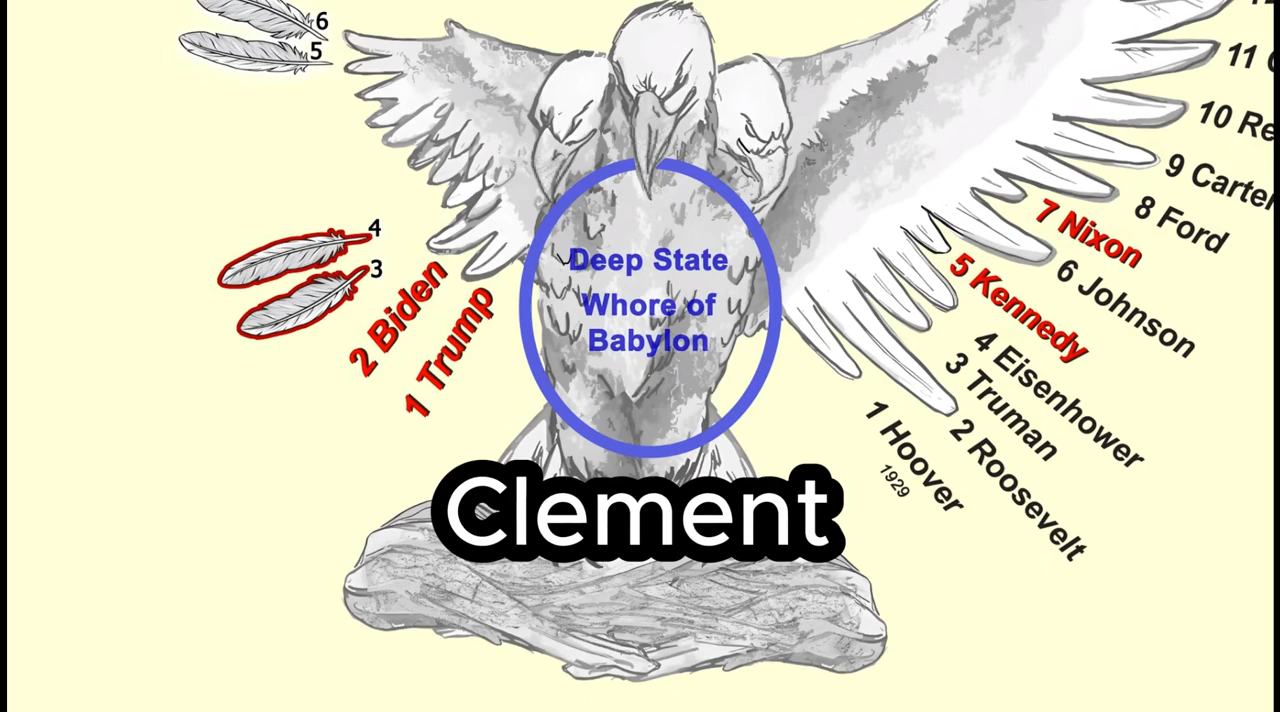 6
5
4
3
2 Biden
1 Trump
Deep State
Whore of
Babylon
11
10
9 Carter
8 Ford
7 Nixon
6 Johnson
5 Kennedy
4 Eisenhower
3 Truman
2 Roosevelt
1 Hoover
1929
Clement